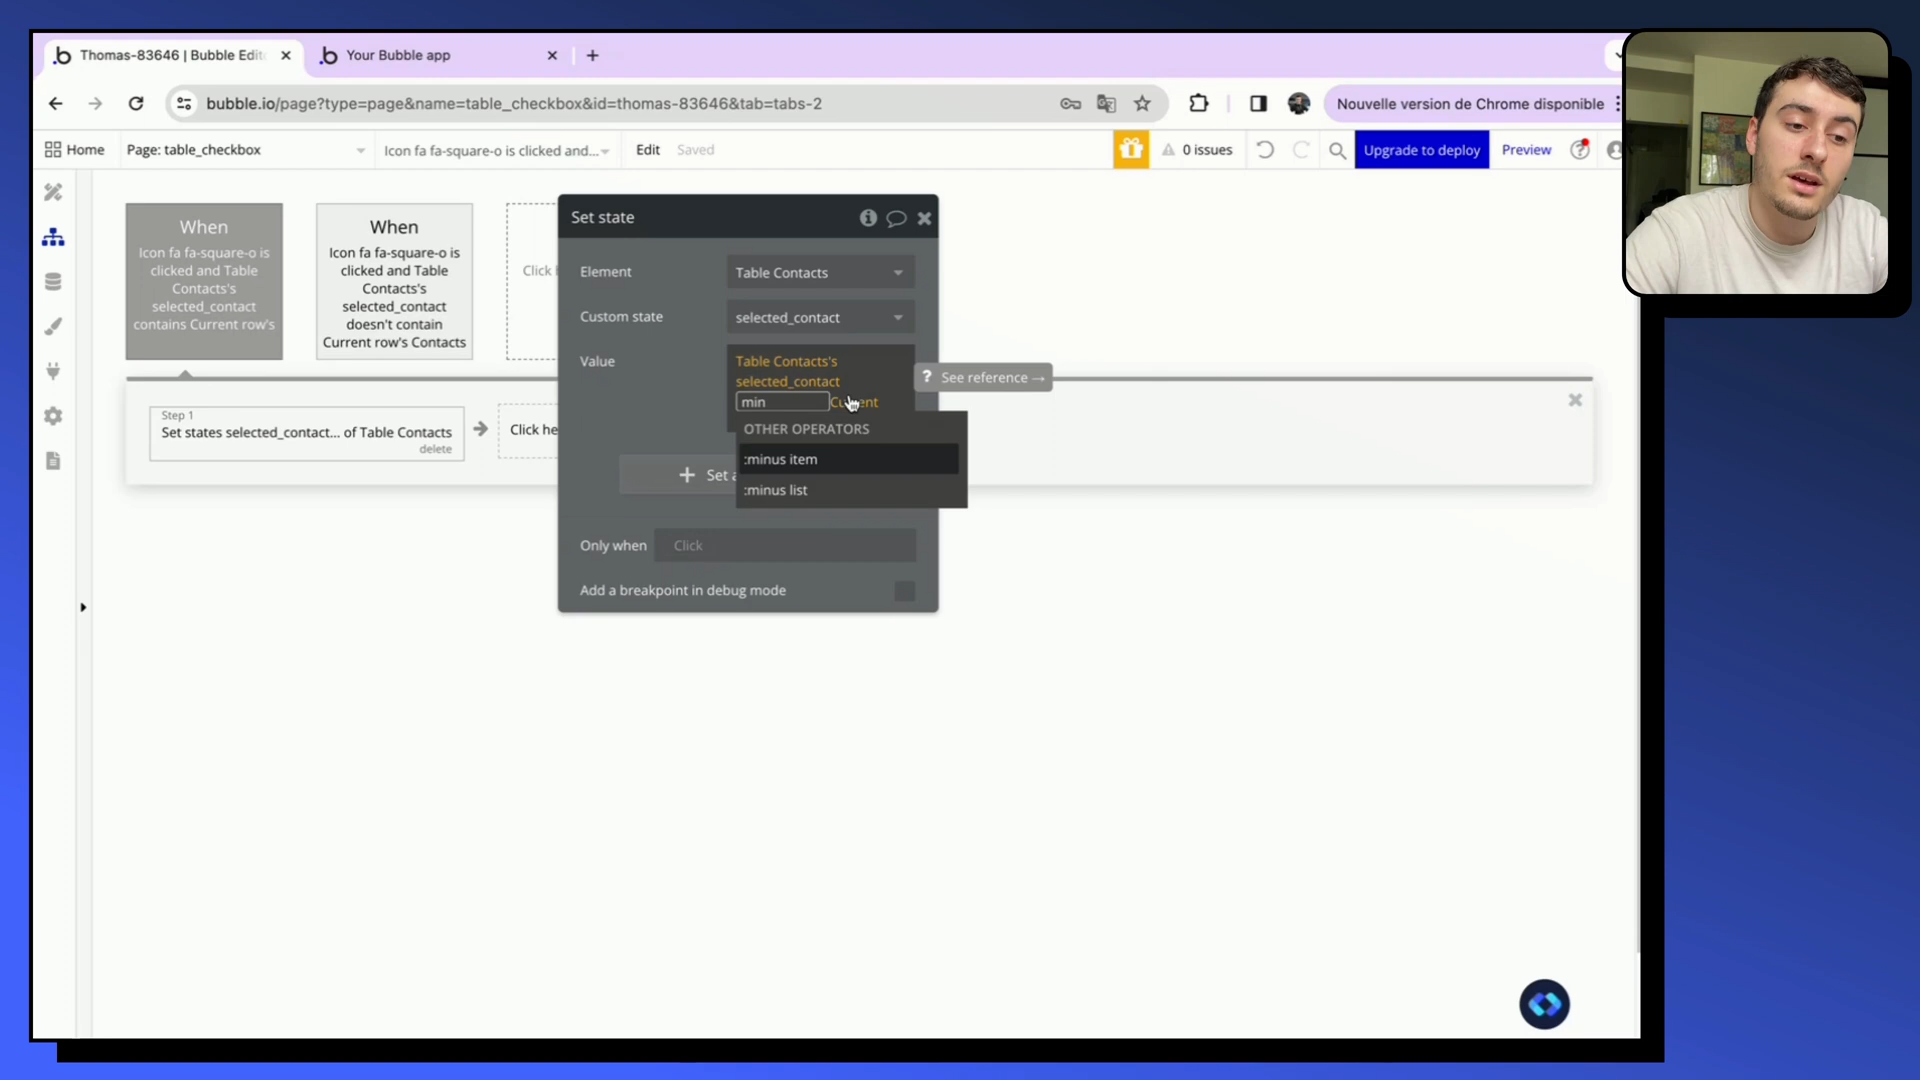 Thomas-83646 | Bubble Edit
Your Bubble app
bubble.io/page?type=page&name=table_checkbox&id=thomas-83646&tab=tabs-2
Nouvelle version de Chrome disponible
Home
Page: table_checkbox
Icon fa fa-square-o is clicked and...
Edit
Saved
0 issues
Upgrade to deploy
Preview
When
Icon fa fa-square-o is
clicked and Table
Contacts's
selected_contact
contains Current row's
When
Icon fa fa-square-o is
clicked and Table
Contacts's
selected_contact
doesn't contain
Current row's Contacts
Click
Step 1
Set states selected_contact... of Table Contacts
delete
Click he
Set state
Element
Table Contacts
Custom state
selected_contact
Value
Table Contacts's
selected_contact
min
? See reference →
OTHER OPERATORS
:minus item
:minus list
+ Set a
Only when
Click
Add a breakpoint in debug mode